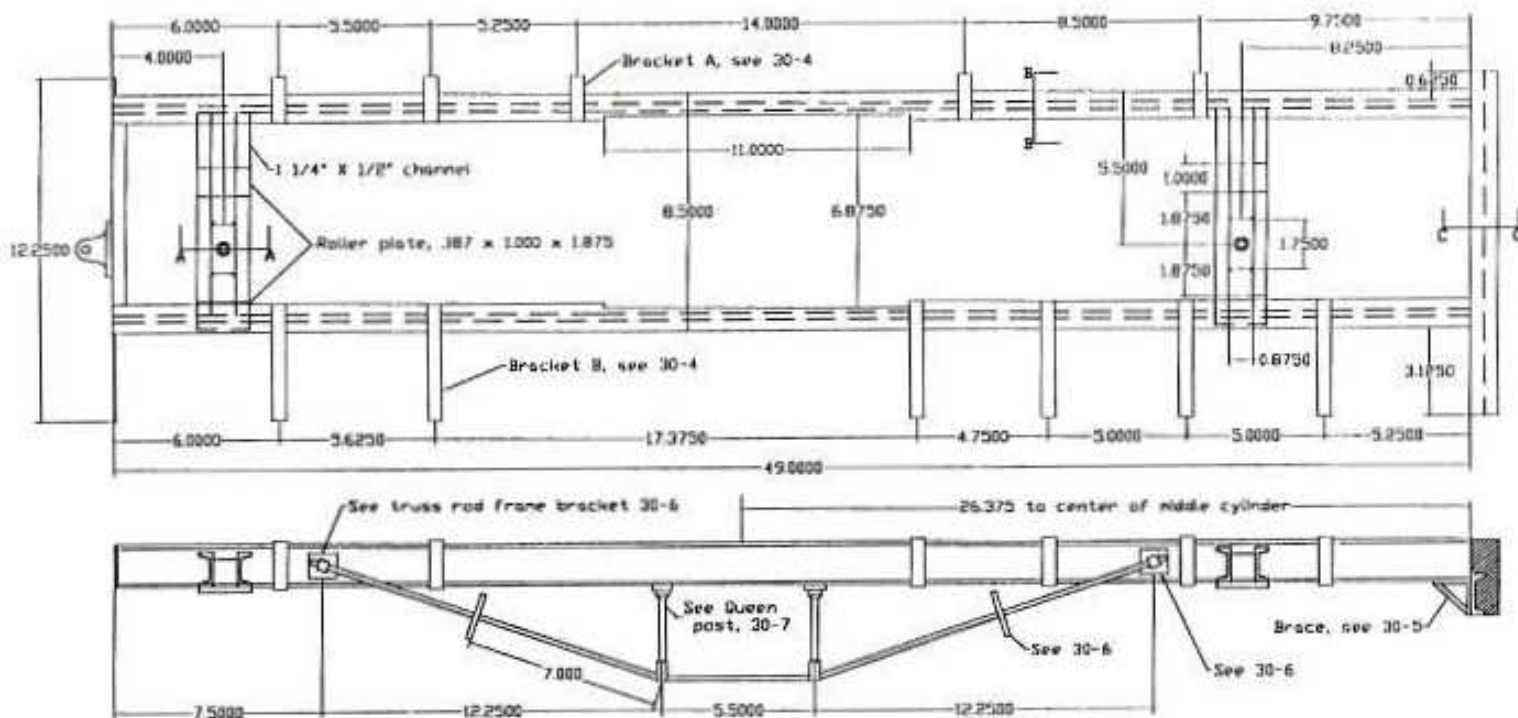 6.0000
5.5000
5.2500
14.0000
8.5000
9.7500
4.0000
8.2500
Bracket A, see 30-4
B
0.6250
11.0000
B
1 1/4" X 1/2" channel
5.5000
1.0000
8.5000
6.8750
1.8750
12.2500
A
A
Roller plate, .187 x 1.000 x 1.875
1.7500
C
1.8750
Bracket B, see 30-4
0.8750
6.0000
5.6250
17.3750
4.7500
5.0000
5.0000
5.2500
49.0000
See truss rod frame bracket 30-6
26.375 to center of middle cylinder
See Queen
post, 30-7
See 30-6
Brace, see 30-5
See 30-6
7.000
7.5000
12.2500
5.5000
12.2500